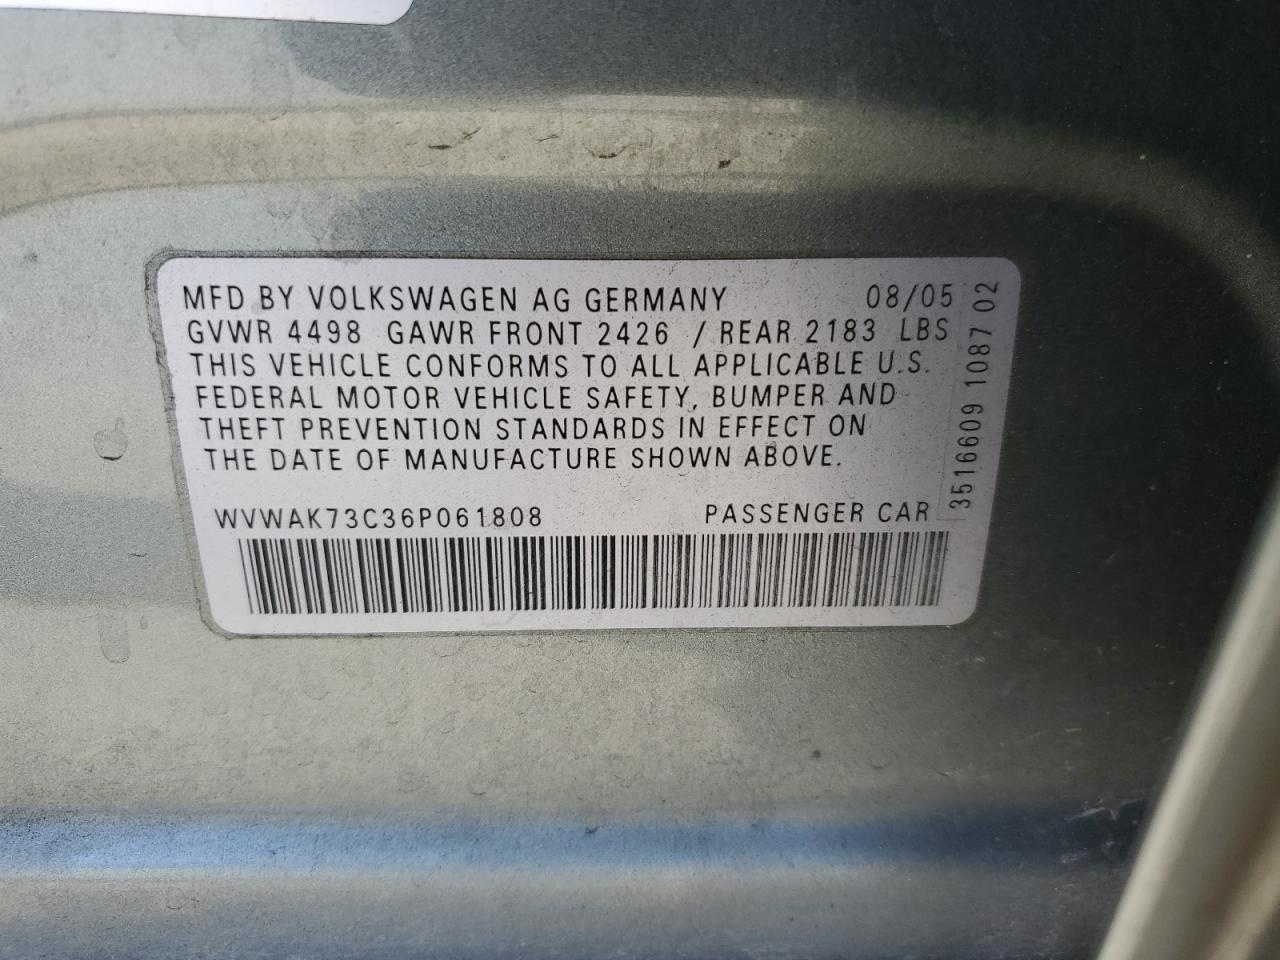 MFD BY VOLKSWAGEN AG GERMANY 08/05
GVWR 4498 GAWR FRONT 2426 / REAR 2183 LBS
THIS VEHICLE CONFORMS TO ALL APPLICABLE U.S.
FEDERAL MOTOR VEHICLE SAFETY, BUMPER AND
THEFT PREVENTION STANDARDS IN EFFECT ON
THE DATE OF MANUFACTURE SHOWN ABOVE.
WVWAK73C36P061808 PASSENGER CAR
3516609 1087 02